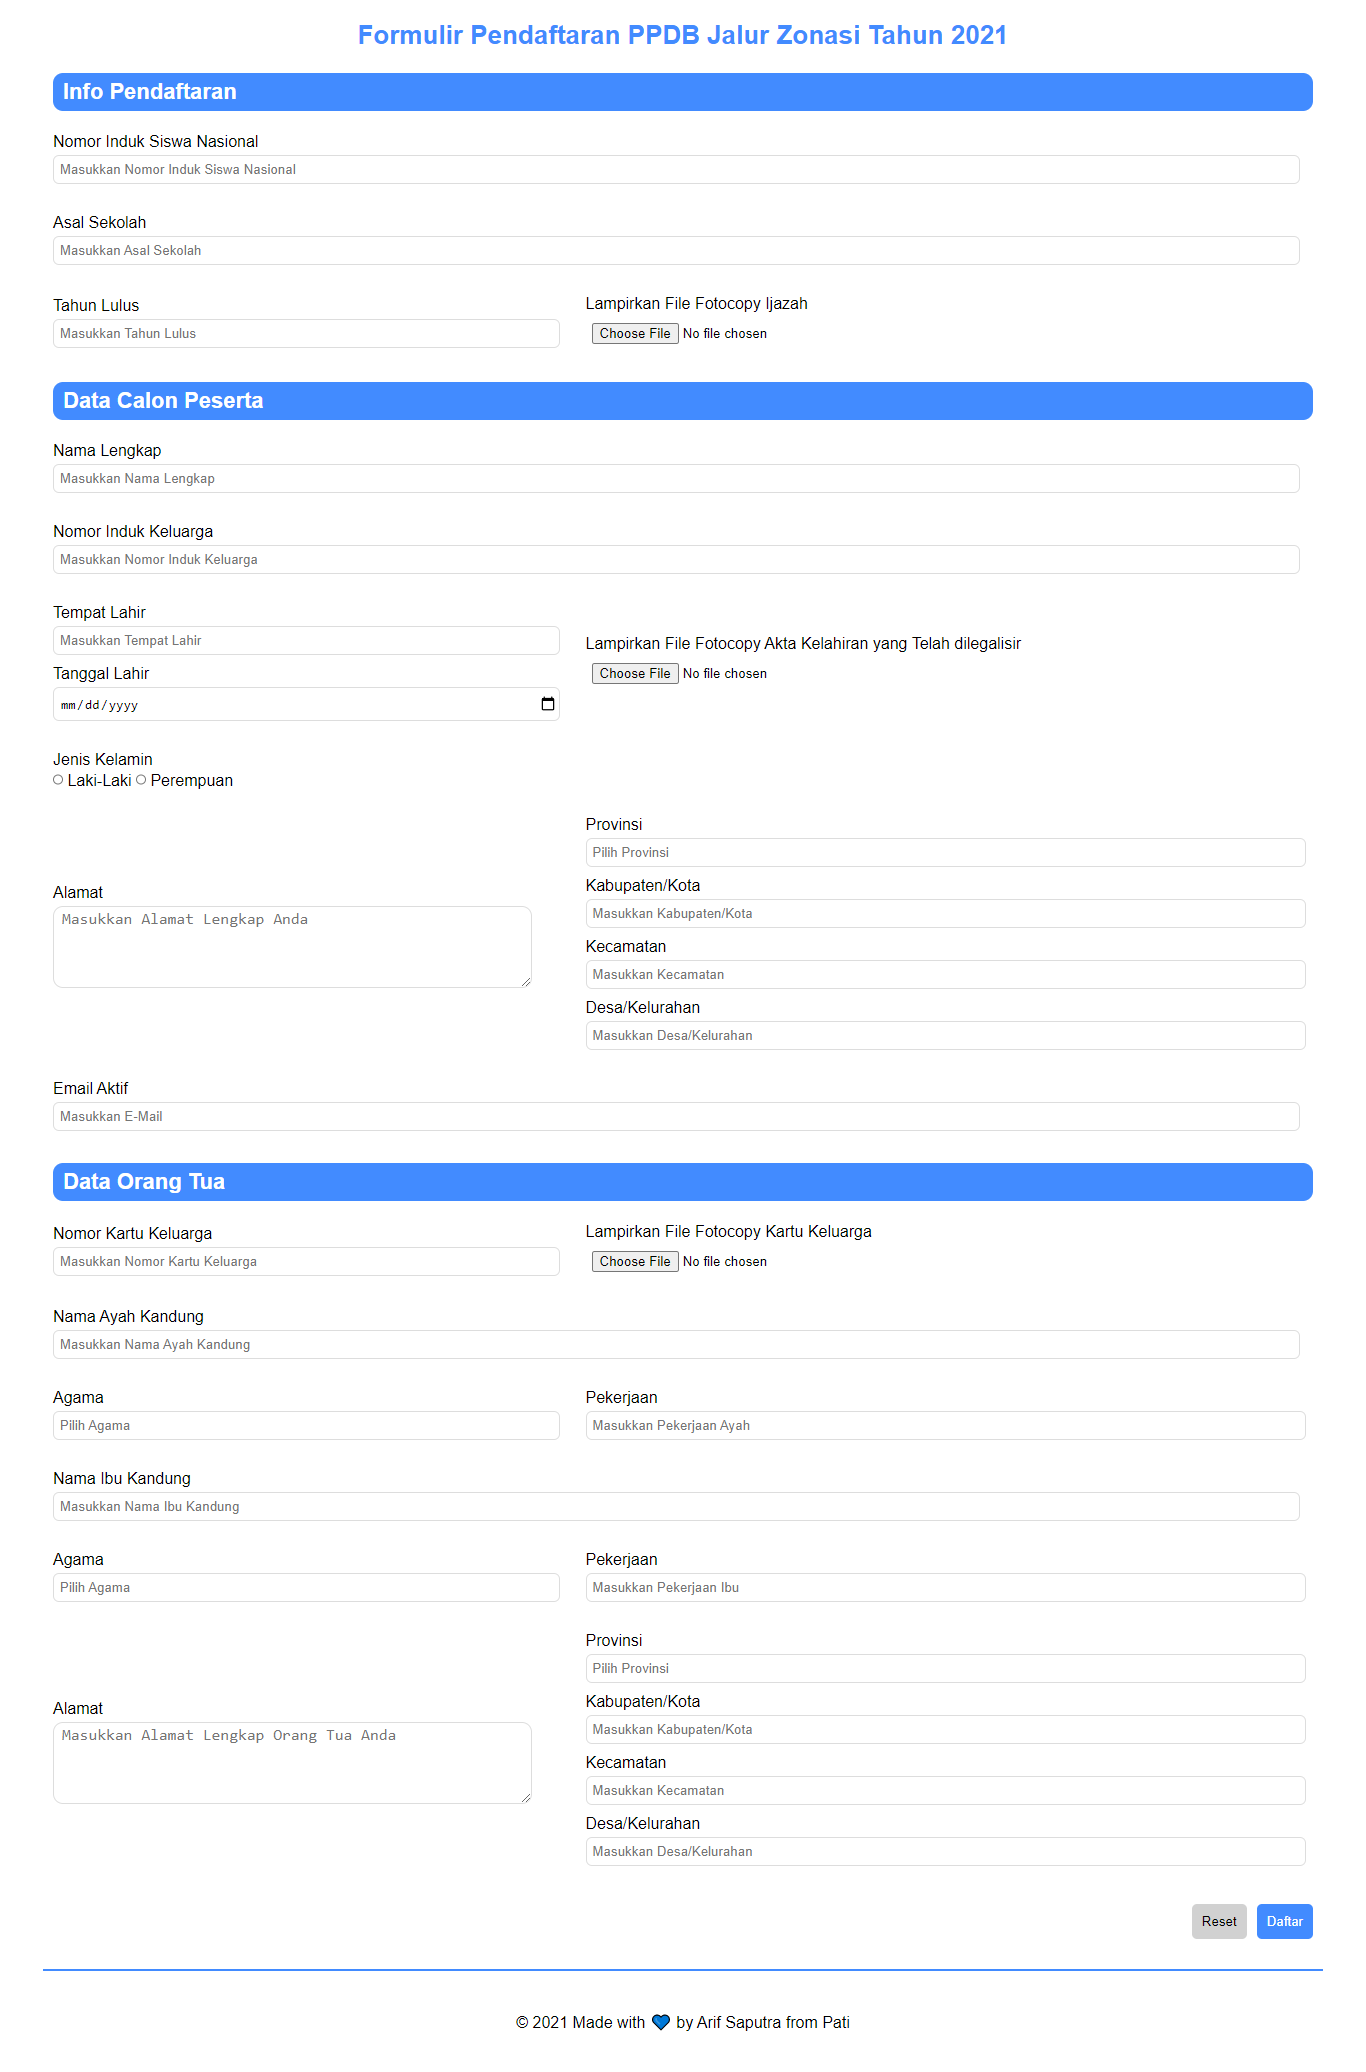 Formulir Pendaftaran PPDB Jalur Zonasi Tahun 2021
Info Pendaftaran
Nomor Induk Siswa Nasional
Masukkan Nomor Induk Siswa Nasional
Asal Sekolah
Masukkan Asal Sekolah
Tahun Lulus
Masukkan Tahun Lulus
Lampirkan File Fotocopy Ijazah
Choose File No file chosen
Data Calon Peserta
Nama Lengkap
Masukkan Nama Lengkap
Nomor Induk Keluarga
Masukkan Nomor Induk Keluarga
Tempat Lahir
Masukkan Tempat Lahir
Tanggal Lahir
mm/dd/yyyy
Lampirkan File Fotocopy Akta Kelahiran yang Telah dilegalisir
Choose File No file chosen
Jenis Kelamin
Laki-Laki Perempuan
Alamat
Masukkan Alamat Lengkap Anda
Provinsi
Pilih Provinsi
Kabupaten/Kota
Masukkan Kabupaten/Kota
Kecamatan
Masukkan Kecamatan
Desa/Kelurahan
Masukkan Desa/Kelurahan
Email Aktif
Masukkan E-Mail
Data Orang Tua
Nomor Kartu Keluarga
Masukkan Nomor Kartu Keluarga
Lampirkan File Fotocopy Kartu Keluarga
Choose File No file chosen
Nama Ayah Kandung
Masukkan Nama Ayah Kandung
Agama
Pilih Agama
Pekerjaan
Masukkan Pekerjaan Ayah
Nama Ibu Kandung
Masukkan Nama Ibu Kandung
Agama
Pilih Agama
Pekerjaan
Masukkan Pekerjaan Ibu
Alamat
Masukkan Alamat Lengkap Orang Tua Anda
Provinsi
Pilih Provinsi
Kabupaten/Kota
Masukkan Kabupaten/Kota
Kecamatan
Masukkan Kecamatan
Desa/Kelurahan
Masukkan Desa/Kelurahan
Reset Daftar
© 2021 Made with 💙 by Arif Saputra from Pati